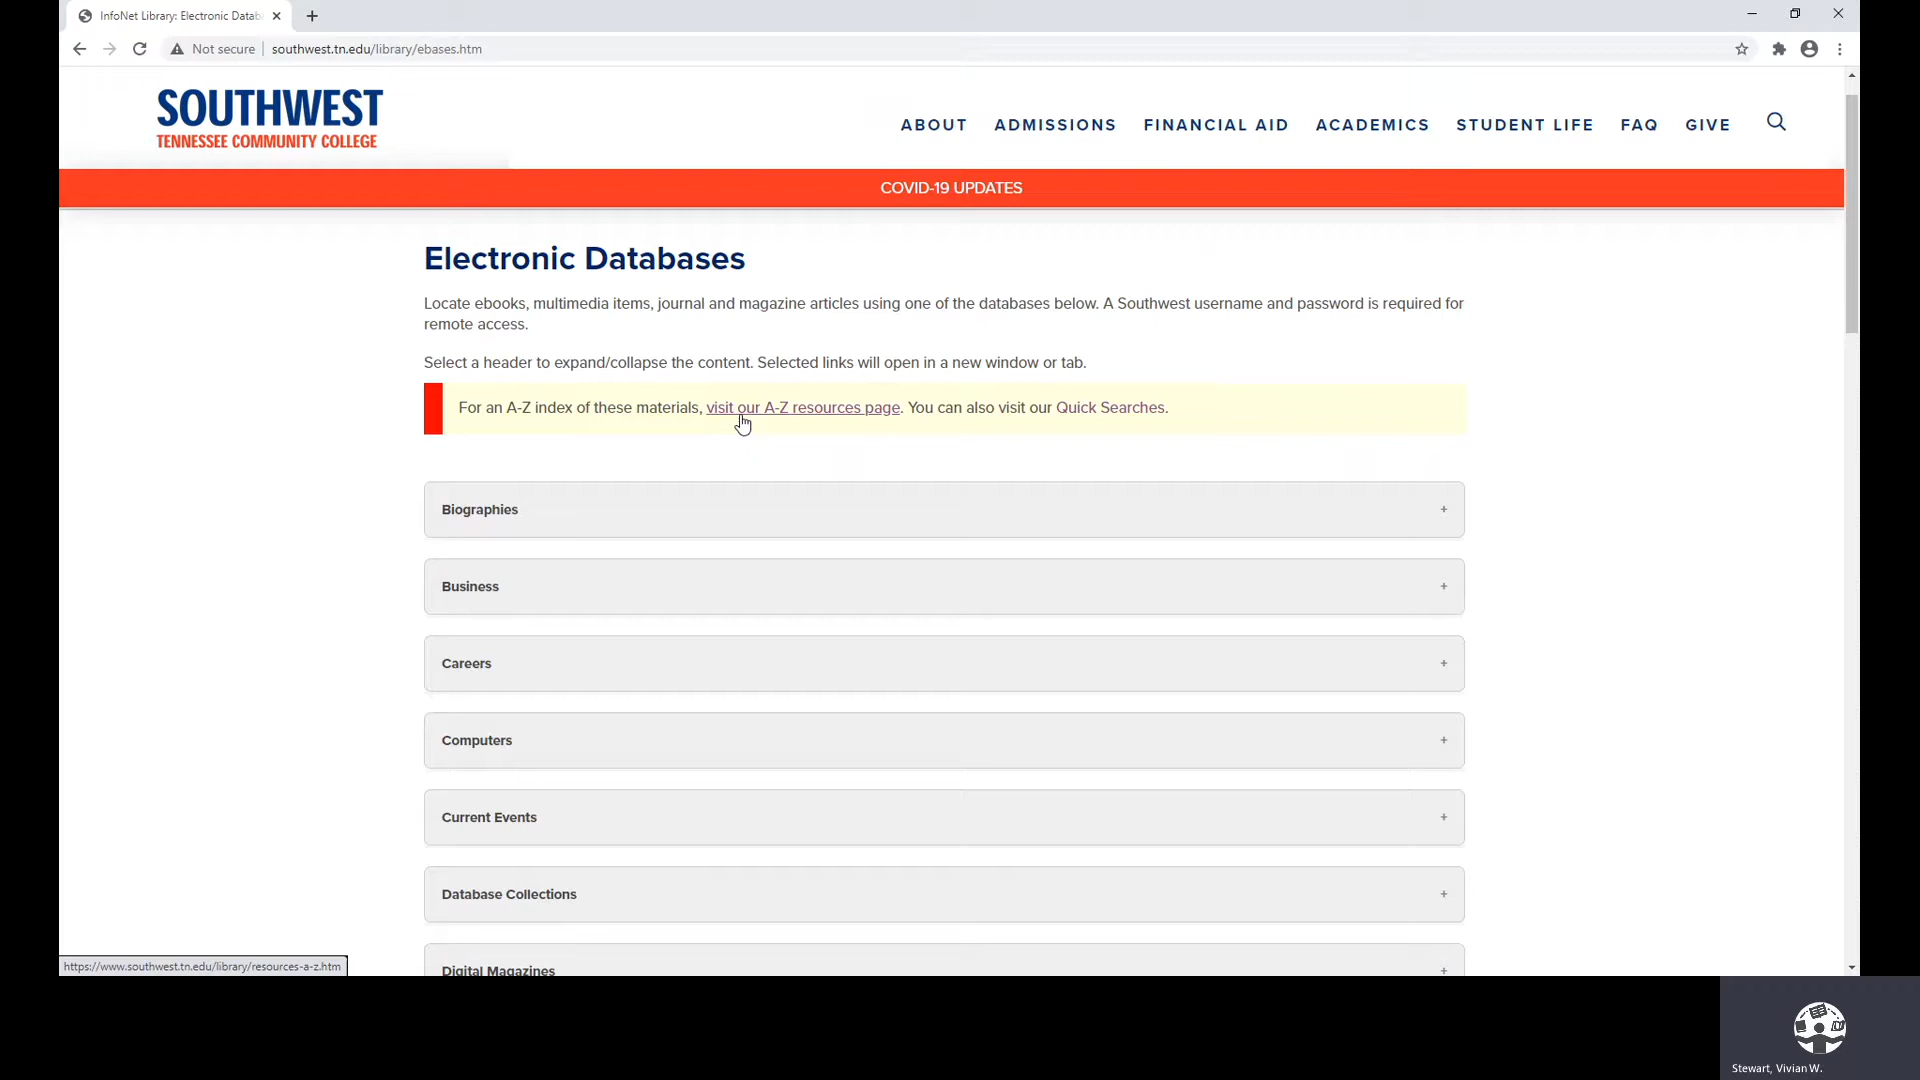 InfoNet Library: Electronic Datab
Not secure southwest.tn.edu/library/ebases.htm
SOUTHWEST
TENNESSEE COMMUNITY COLLEGE
ABOUT ADMISSIONS FINANCIAL AID ACADEMICS STUDENT LIFE FAQ GIVE
COVID-19 UPDATES
Electronic Databases
Locate ebooks, multimedia items, journal and magazine articles using one of the databases below. A Southwest username and password is required for
remote access.
Select a header to expand/collapse the content. Selected links will open in a new window or tab.
For an A-Z index of these materials, visit our A-Z resources page. You can also visit our Quick Searches.
Biographies +
Business +
Careers +
Computers +
Current Events +
Database Collections +
Digital Magazines +
https://www.southwest.tn.edu/library/resources-a-z.htm
Stewart, Vivian W.